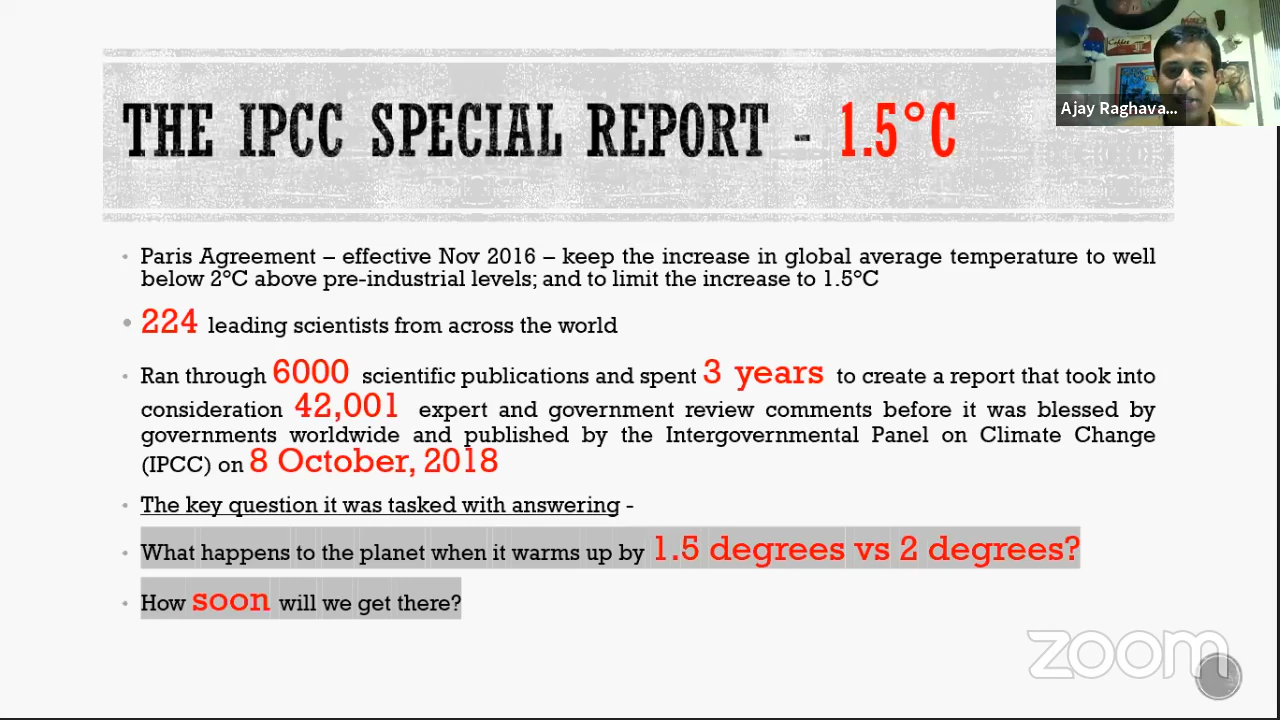 THE IPCC SPECIAL REPORT - 1.5°C
Ajay Raghava...
• Paris Agreement – effective Nov 2016 – keep the increase in global average temperature to well
below 2°C above pre-industrial levels; and to limit the increase to 1.5°C
• 224 leading scientists from across the world
• Ran through 6000 scientific publications and spent 3 years to create a report that took into
consideration 42,001 expert and government review comments before it was blessed by
governments worldwide and published by the Intergovernmental Panel on Climate Change
(IPCC) on 8 October, 2018
• The key question it was tasked with answering -
• What happens to the planet when it warms up by 1.5 degrees vs 2 degrees?
• How soon will we get there?
zoom